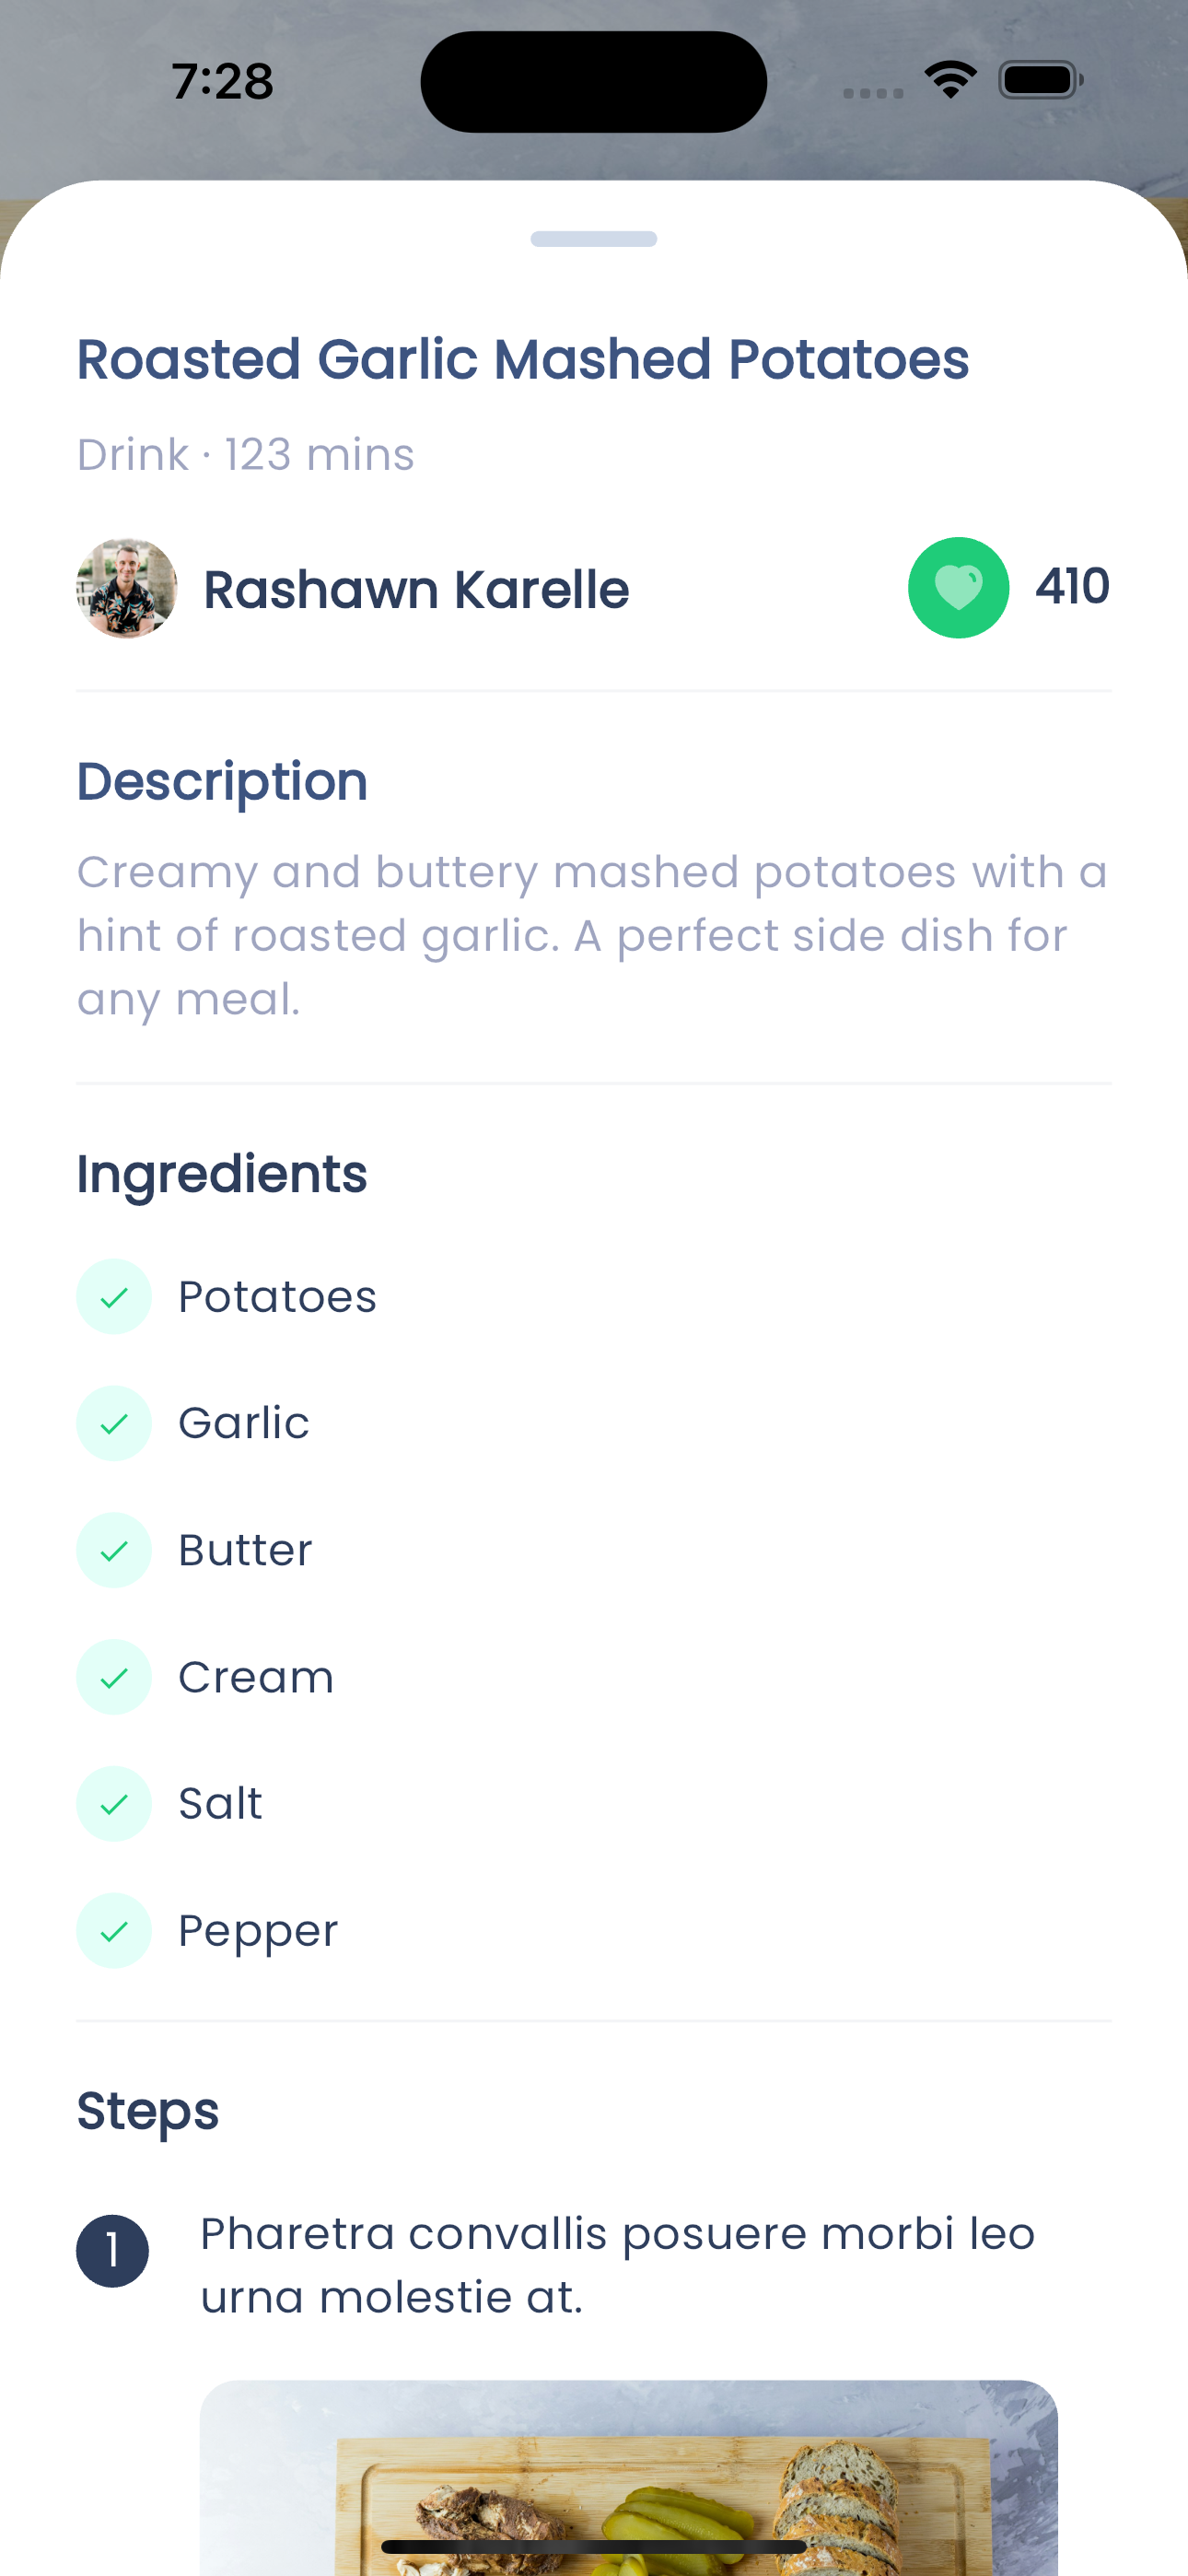 7:28
Roasted Garlic Mashed Potatoes
Drink · 123 mins
Rashawn Karelle
410
Description
Creamy and buttery mashed potatoes with a
hint of roasted garlic. A perfect side dish for
any meal.
Ingredients
Potatoes
Garlic
Butter
Cream
Salt
Pepper
Steps
1
Pharetra convallis posuere morbi leo
urna molestie at.